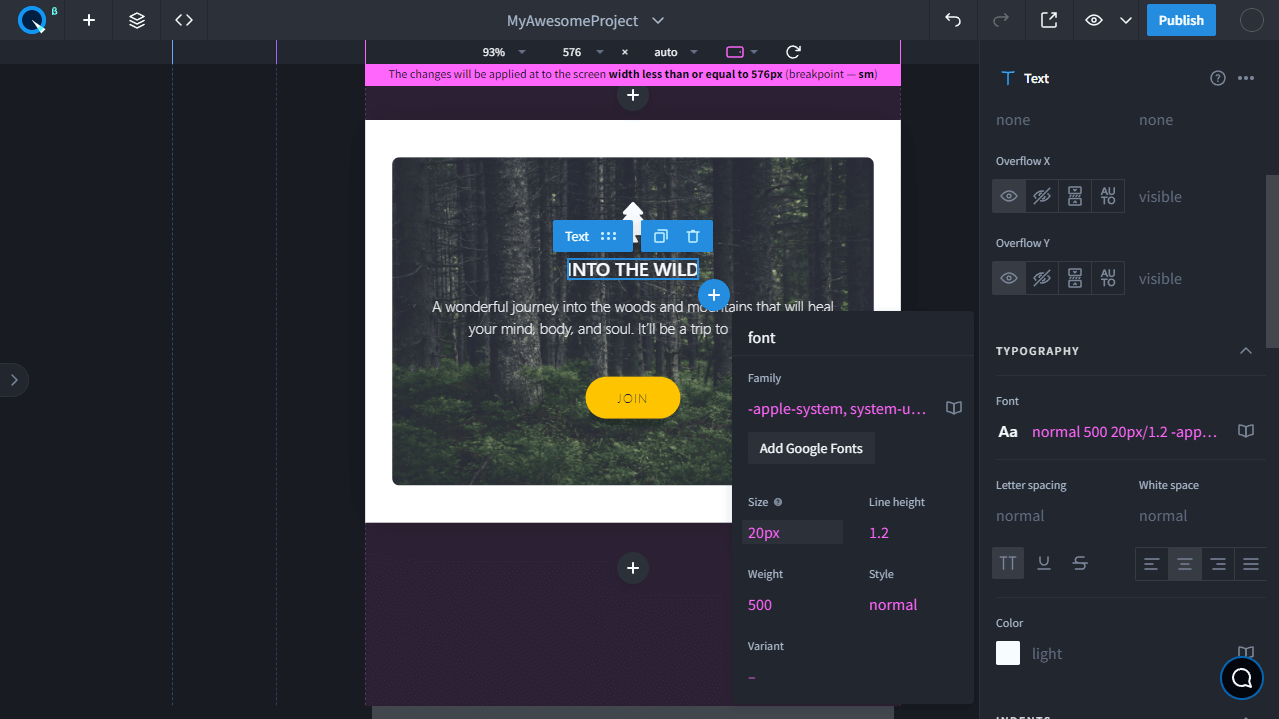 β
MyAwesomeProject
Publish
93%
576
×
auto
The changes will be applied at to the screen width less than or equal to 576px (breakpoint — sm)
Text
none
none
Overflow X
AU
TO
visible
Overflow Y
AU
TO
visible
Text
INTO THE WILD
A wonderful journey into the woods and mountains that will heal
your mind, body, and soul. It'll be a trip to
JOIN
font
Family
-apple-system, system-u…
Add Google Fonts
Size
Line height
20px
1.2
Weight
Style
500
normal
Variant
–
TYPOGRAPHY
Font
Aa
normal 500 20px/1.2 -app…
Letter spacing
White space
normal
normal
TT
U
S
Color
light
INDENTS